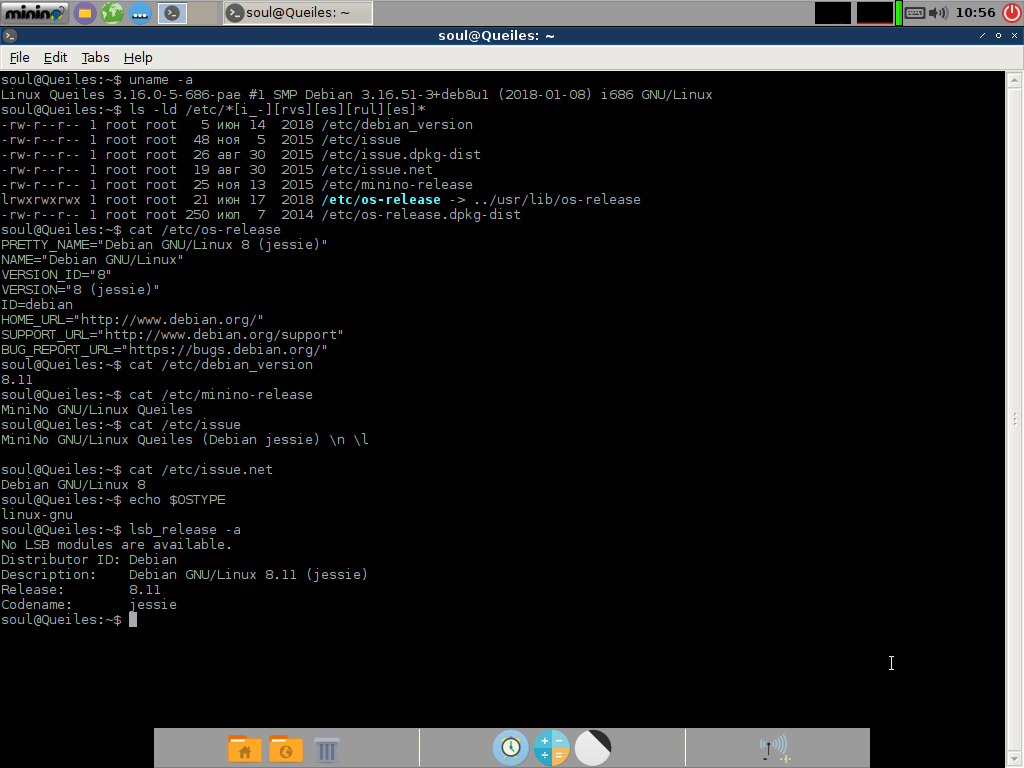 minino
soul@Queiles: ~
10:56
soul@Queiles: ~
File Edit Tabs Help
soul@Queiles:~$ uname -a
Linux Queiles 3.16.0-5-686-pae #1 SMP Debian 3.16.51-3+deb8u1 (2018-01-08) i686 GNU/Linux
soul@Queiles:~$ ls -ld /etc/*[i_-][rvs][es][rul][es]*
-rw-r--r-- 1 root root   5 июн 14  2018 /etc/debian_version
-rw-r--r-- 1 root root  48 ноя  5  2015 /etc/issue
-rw-r--r-- 1 root root  26 авг 30  2015 /etc/issue.dpkg-dist
-rw-r--r-- 1 root root  19 авг 30  2015 /etc/issue.net
-rw-r--r-- 1 root root  25 ноя 13  2015 /etc/minino-release
lrwxrwxrwx 1 root root  21 июн 17  2018 /etc/os-release -> ../usr/lib/os-release
-rw-r--r-- 1 root root 250 июл  7  2014 /etc/os-release.dpkg-dist
soul@Queiles:~$ cat /etc/os-release
PRETTY_NAME="Debian GNU/Linux 8 (jessie)"
NAME="Debian GNU/Linux"
VERSION_ID="8"
VERSION="8 (jessie)"
ID=debian
HOME_URL="http://www.debian.org/"
SUPPORT_URL="http://www.debian.org/support"
BUG_REPORT_URL="https://bugs.debian.org/"
soul@Queiles:~$ cat /etc/debian_version
8.11
soul@Queiles:~$ cat /etc/minino-release
MiniNo GNU/Linux Queiles
soul@Queiles:~$ cat /etc/issue
MiniNo GNU/Linux Queiles (Debian jessie) \n \l
soul@Queiles:~$ cat /etc/issue.net
Debian GNU/Linux 8
soul@Queiles:~$ echo $OSTYPE
linux-gnu
soul@Queiles:~$ lsb_release -a
No LSB modules are available.
Distributor ID: Debian
Description:    Debian GNU/Linux 8.11 (jessie)
Release:        8.11
Codename:       jessie
soul@Queiles:~$